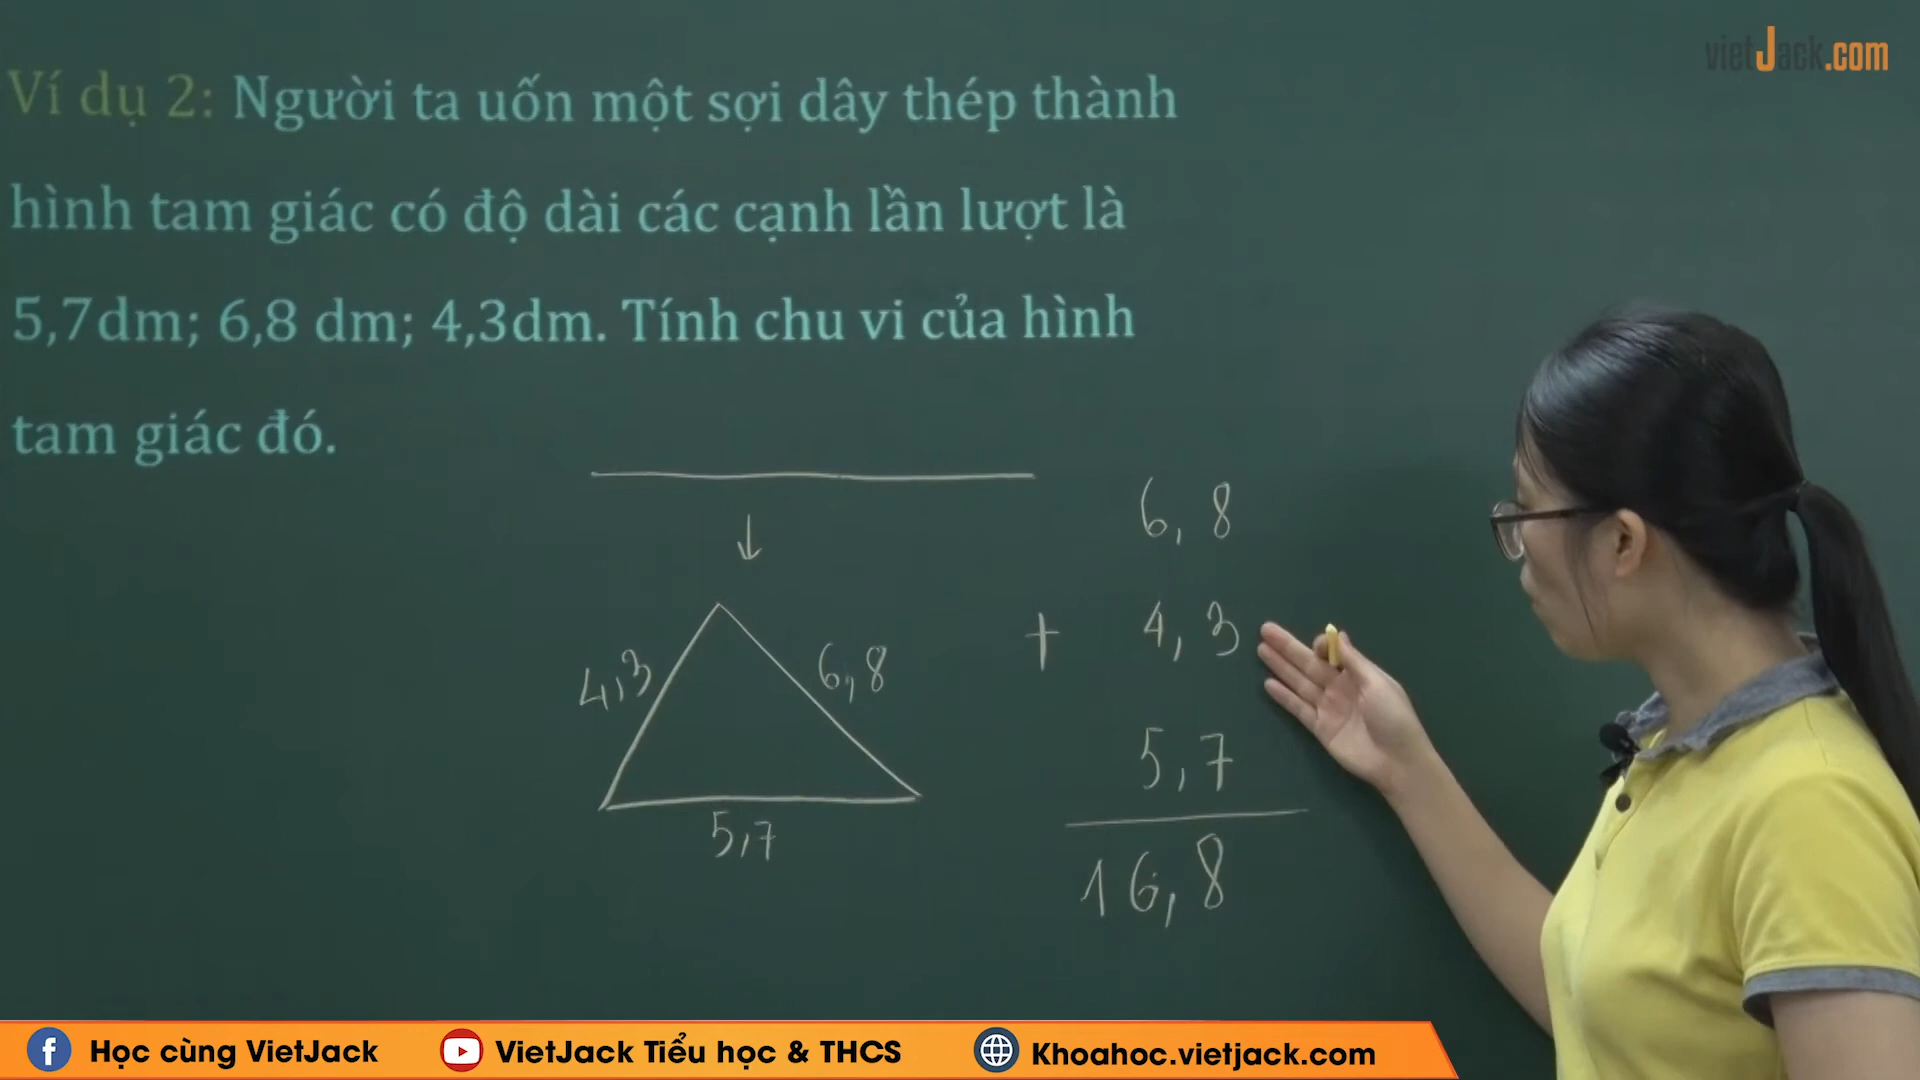 vietJack.com
Ví dụ 2: Người ta uốn một sợi dây thép thành
hình tam giác có độ dài các cạnh lần lượt là
5,7dm; 6,8 dm; 4,3dm. Tính chu vi của hình
tam giác đó.
4,3
6,8
5,7
6,8
+ 4,3
5,7
16,8
Học cùng VietJack
VietJack Tiểu học & THCS
Khoahoc.vietjack.com